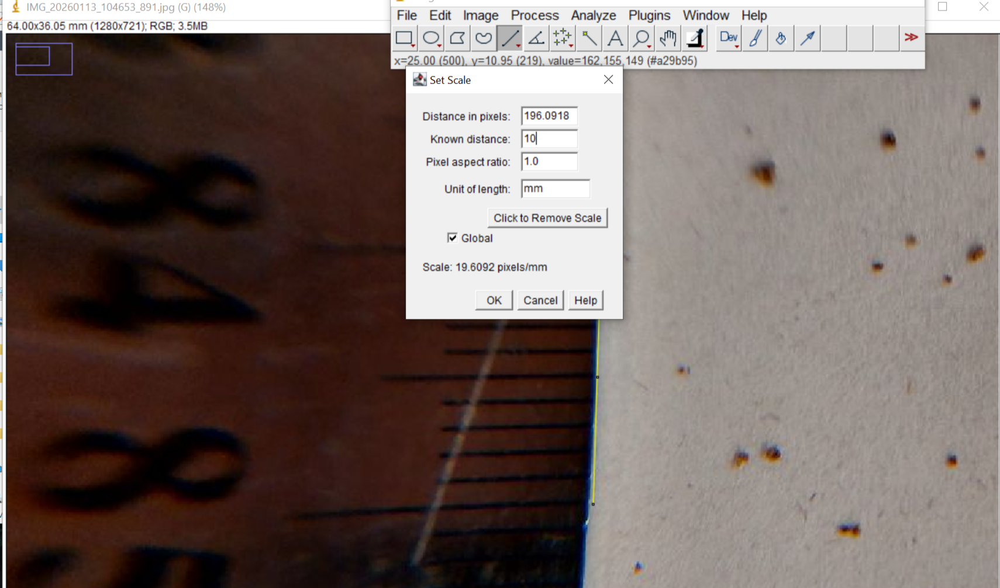 IMG_20260113_104653_891.jpg (G) (148%)
64.00x36.05 mm (1280x721); RGB; 3.5MB
File Edit Image Process Analyze Plugins Window Help
A Dev >>
x=25.00 (500), y=10.95 (219), value=162,155,149 (#a29b95)
Set Scale
Distance in pixels: 196.0918
Known distance: 10
Pixel aspect ratio: 1.0
Unit of length: mm
Click to Remove Scale
Global
Scale: 19.6092 pixels/mm
OK Cancel Help
8
4
8